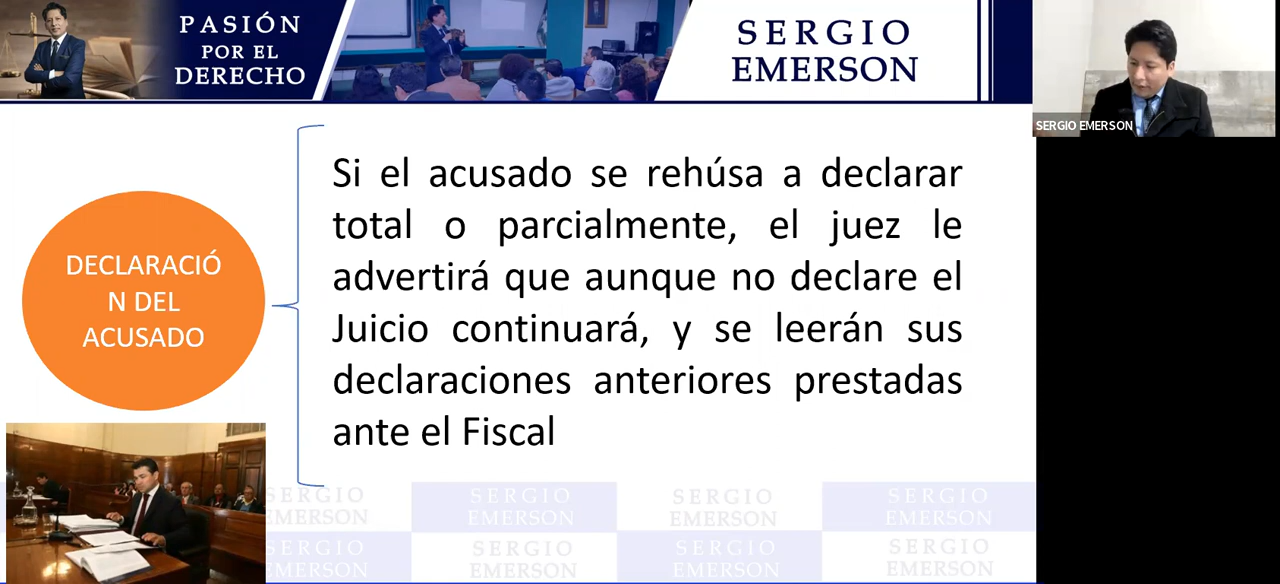 PASIÓN
POR EL
DERECHO
SERGIO
EMERSON
SERGIO EMERSON
DECLARACIÓ
N DEL
ACUSADO
Si el acusado se rehúsa a declarar
total o parcialmente, el juez le
advertirá que aunque no declare el
Juicio continuará, y se leerán sus
declaraciones anteriores prestadas
ante el Fiscal
SERGIO SERGIO SERGIO SERGIO
EMERSON EMERSON EMERSON EMERSON
SERGIO SERGIO SERGIO SERGIO
EMERSON EMERSON EMERSON EMERSON